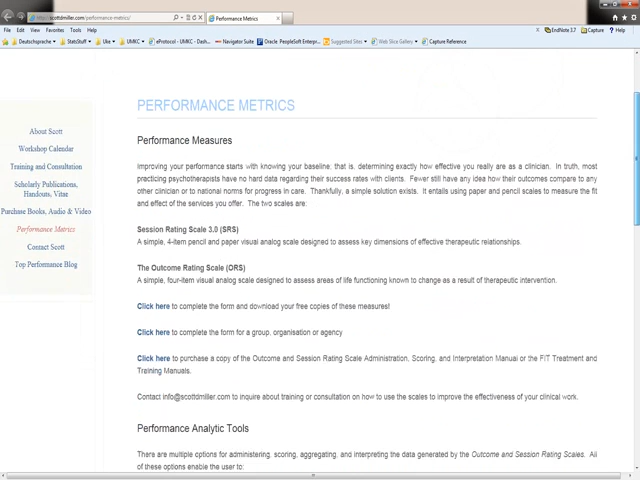 http://scottdmiller.com/performance-metrics/
Performance Metrics
File Edit View Favorites Tools Help
EndNote 3.7 Capture Help
Deutschsprache StatsStuff Uke UMKC eProtocol - UMKC - Dash... Navigator Suite Oracle PeopleSoft Enterpr... Suggested Sites Web Slice Gallery Capture Reference
About Scott
Workshop Calendar
Training and Consultation
Scholarly Publications,
Handouts, Vitae
Purchase Books, Audio & Video
Performance Metrics
Contact Scott
Top Performance Blog
PERFORMANCE METRICS
Performance Measures
Improving your performance starts with knowing your baseline, that is, determining exactly how effective you really are as a clinician. In truth, most
practicing psychotherapists have no hard data regarding their success rates with clients. Fewer still have any idea how their outcomes compare to any
other clinician or to national norms for progress in care. Thankfully, a simple solution exists. It entails using paper and pencil scales to measure the fit
and effect of the services you offer. The two scales are:
Session Rating Scale 3.0 (SRS)
A simple, 4-item pencil and paper visual analog scale designed to assess key dimensions of effective therapeutic relationships.
The Outcome Rating Scale (ORS)
A simple, four-item visual analog scale designed to assess areas of life functioning known to change as a result of therapeutic intervention.
Click here to complete the form and download your free copies of these measures!
Click here to complete the form for a group, organisation or agency
Click here to purchase a copy of the Outcome and Session Rating Scale Administration, Scoring, and Interpretation Manual or the FIT Treatment and
Training Manuals.
Contact info@scottdmiller.com to inquire about training or consultation on how to use the scales to improve the effectiveness of your clinical work.
Performance Analytic Tools
There are multiple options for administering, scoring, aggregating, and interpreting the data generated by the Outcome and Session Rating Scales. All
of these options enable the user to: